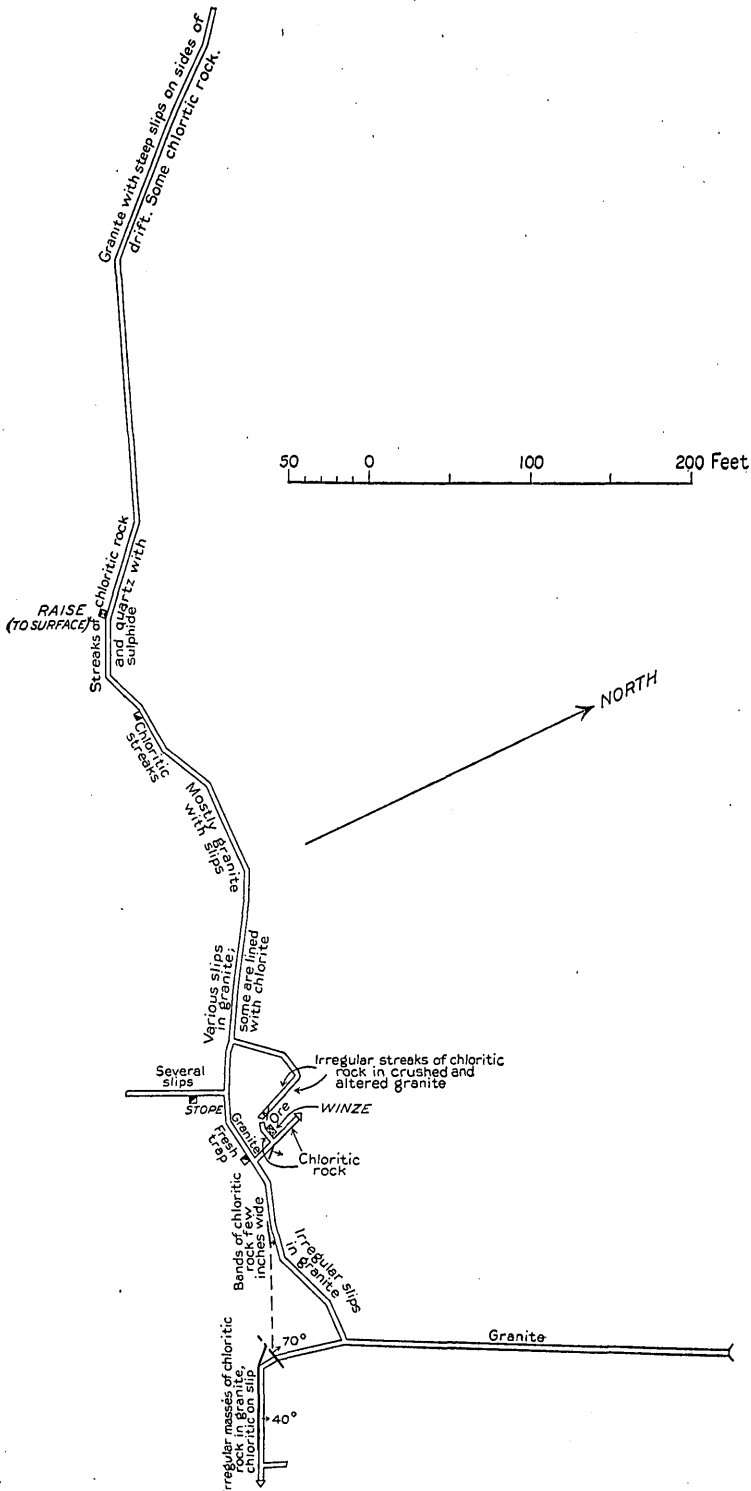 Granite with steep slips on sides of
drift. Some chloritic rock.
50 0 100 200 Feet
Streaks of chloritic rock
and quartz with
sulphide
RAISE
(TO SURFACE)
NORTH
Chloritic
streaks
Mostly granite
with slips
Various slips
in granite;
some are lined
with chlorite
Several
slips
STOPE
Irregular streaks of chloritic
rock in crushed and
altered granite
Ore
WINZE
Granite
Fresh
trap
Chloritic
rock
Bands of chloritic
rock few
inches wide
Irregular slips
in granite
Granite
70°
40°
rregular masses of chloritic
rock in granite,
chloritic on slip